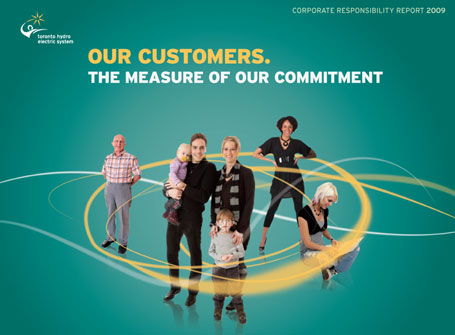 CORPORATE RESPONSIBILITY REPORT 2009
toronto hydro
electric system
OUR CUSTOMERS.
THE MEASURE OF OUR COMMITMENT